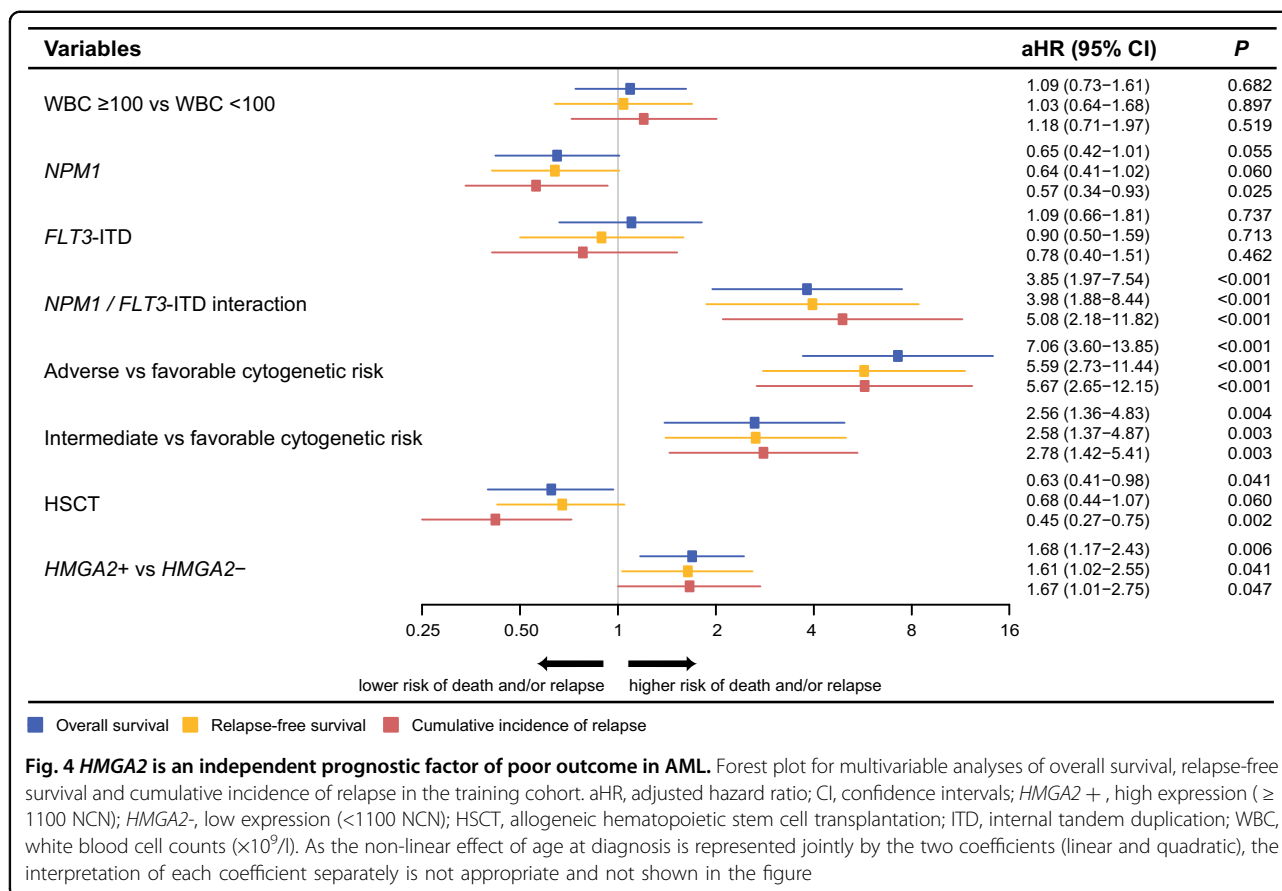 Variables aHR (95% CI) P
WBC ≥100 vs WBC <100
1.09 (0.73−1.61) 0.682
1.03 (0.64−1.68) 0.897
1.18 (0.71−1.97) 0.519
NPM1
0.65 (0.42−1.01) 0.055
0.64 (0.41−1.02) 0.060
0.57 (0.34−0.93) 0.025
FLT3-ITD
1.09 (0.66−1.81) 0.737
0.90 (0.50−1.59) 0.713
0.78 (0.40−1.51) 0.462
NPM1 / FLT3-ITD interaction
3.85 (1.97−7.54) <0.001
3.98 (1.88−8.44) <0.001
5.08 (2.18−11.82) <0.001
Adverse vs favorable cytogenetic risk
7.06 (3.60−13.85) <0.001
5.59 (2.73−11.44) <0.001
5.67 (2.65−12.15) <0.001
Intermediate vs favorable cytogenetic risk
2.56 (1.36−4.83) 0.004
2.58 (1.37−4.87) 0.003
2.78 (1.42−5.41) 0.003
HSCT
0.63 (0.41−0.98) 0.041
0.68 (0.44−1.07) 0.060
0.45 (0.27−0.75) 0.002
HMGA2+ vs HMGA2−
1.68 (1.17−2.43) 0.006
1.61 (1.02−2.55) 0.041
1.67 (1.01−2.75) 0.047
0.25 0.50 1 2 4 8 16
lower risk of death and/or relapse higher risk of death and/or relapse
Overall survival Relapse-free survival Cumulative incidence of relapse
Fig. 4 HMGA2 is an independent prognostic factor of poor outcome in AML. Forest plot for multivariable analyses of overall survival, relapse-free
survival and cumulative incidence of relapse in the training cohort. aHR, adjusted hazard ratio; CI, confidence intervals; HMGA2 + , high expression ( ≥
1100 NCN); HMGA2-, low expression (<1100 NCN); HSCT, allogeneic hematopoietic stem cell transplantation; ITD, internal tandem duplication; WBC,
white blood cell counts (×10⁹/l). As the non-linear effect of age at diagnosis is represented jointly by the two coefficients (linear and quadratic), the
interpretation of each coefficient separately is not appropriate and not shown in the figure